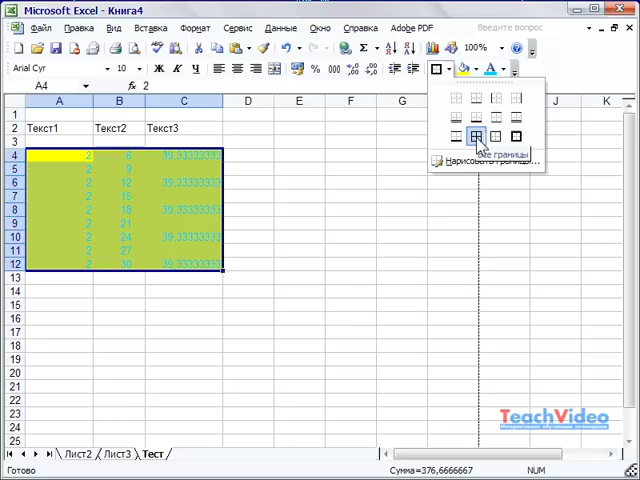 Microsoft Excel - Книга4
Файл Правка Вид Вставка Формат Сервис Данные Окно Справка Adobe PDF Введите вопрос
Σ 100%
Arial Cyr 10 Ж К Ч % 000
A4 2
A B C D E F G H I J K
1
2 Текст1 Текст2 Текст3
3
4 2 6 39,33333333
5 2 9
6 2 12 39,33333333
7 2 15
8 2 18 39,33333333
9 2 21
10 2 24 39,33333333
11 2 27
12 2 30 39,33333333
13
14
15
16
17
18
19
20
21
22
23
24
25
Все границы
Нарисовать границы...
TeachVideo
Лист2 Лист3 Тест
Готово Сумма=376,6666667 NUM